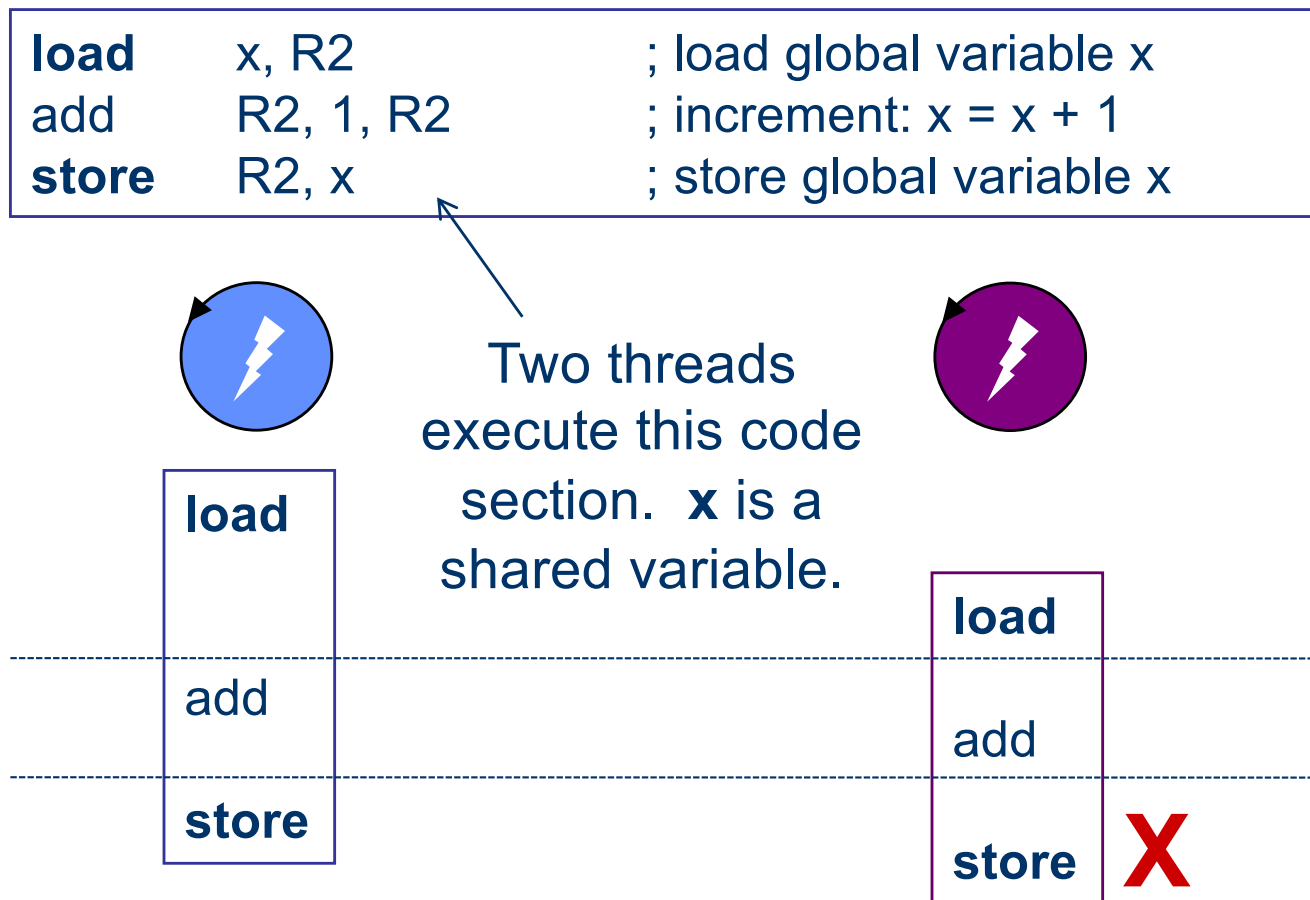 load x, R2 ; load global variable x
add R2, 1, R2 ; increment: x = x + 1
store R2, x ; store global variable x
Two threads
execute this code
section. x is a
shared variable.
load
add
store
load
add
store
X